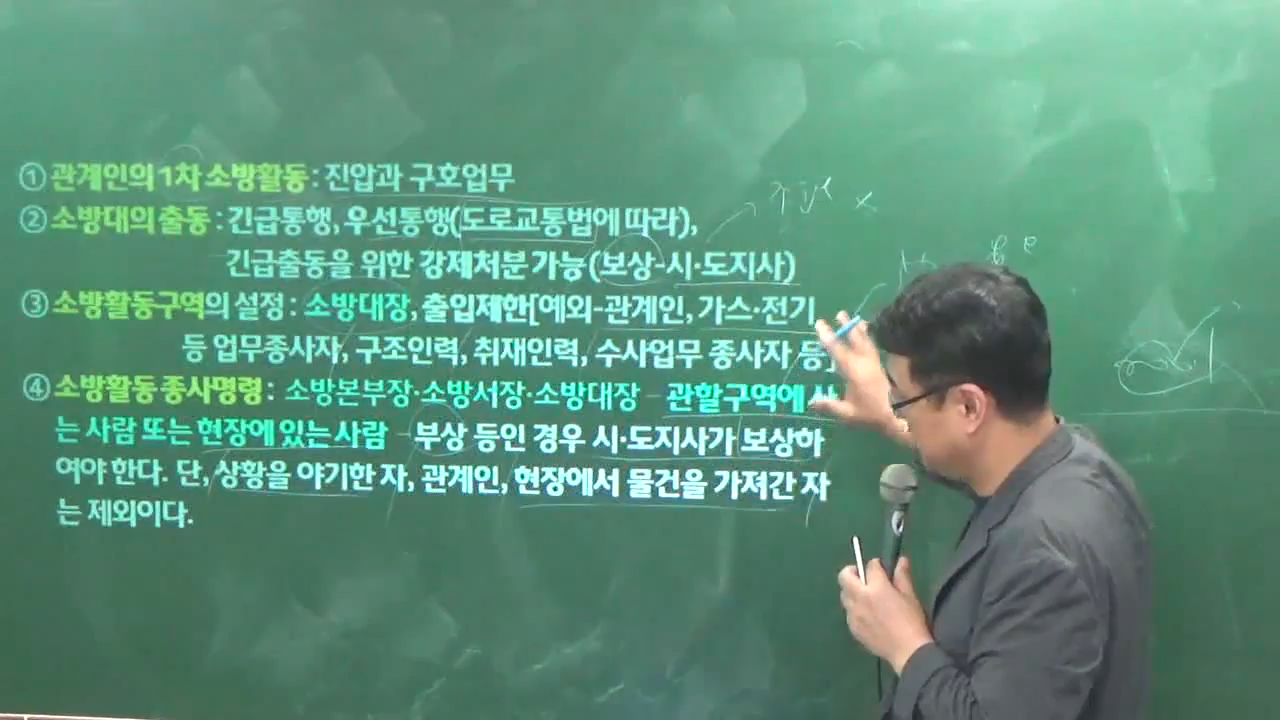 ① 관계인의 1차 소방활동 : 진압과 구호업무
② 소방대의 출동 : 긴급통행, 우선통행(도로교통법에 따라),
긴급출동을 위한 강제처분 가능 (보상-시·도지사)
③ 소방활동구역의 설정 : 소방대장, 출입제한[예외-관계인, 가스·전기
등 업무종사자, 구조인력, 취재인력, 수사업무 종사자 등]
④ 소방활동 종사명령 : 소방본부장·소방서장·소방대장 - 관할구역에 사
는 사람 또는 현장에 있는 사람 - 부상 등인 경우 시·도지사가 보상하
여야 한다. 단, 상황을 야기한 자, 관계인, 현장에서 물건을 가져간 자
는 제외이다.